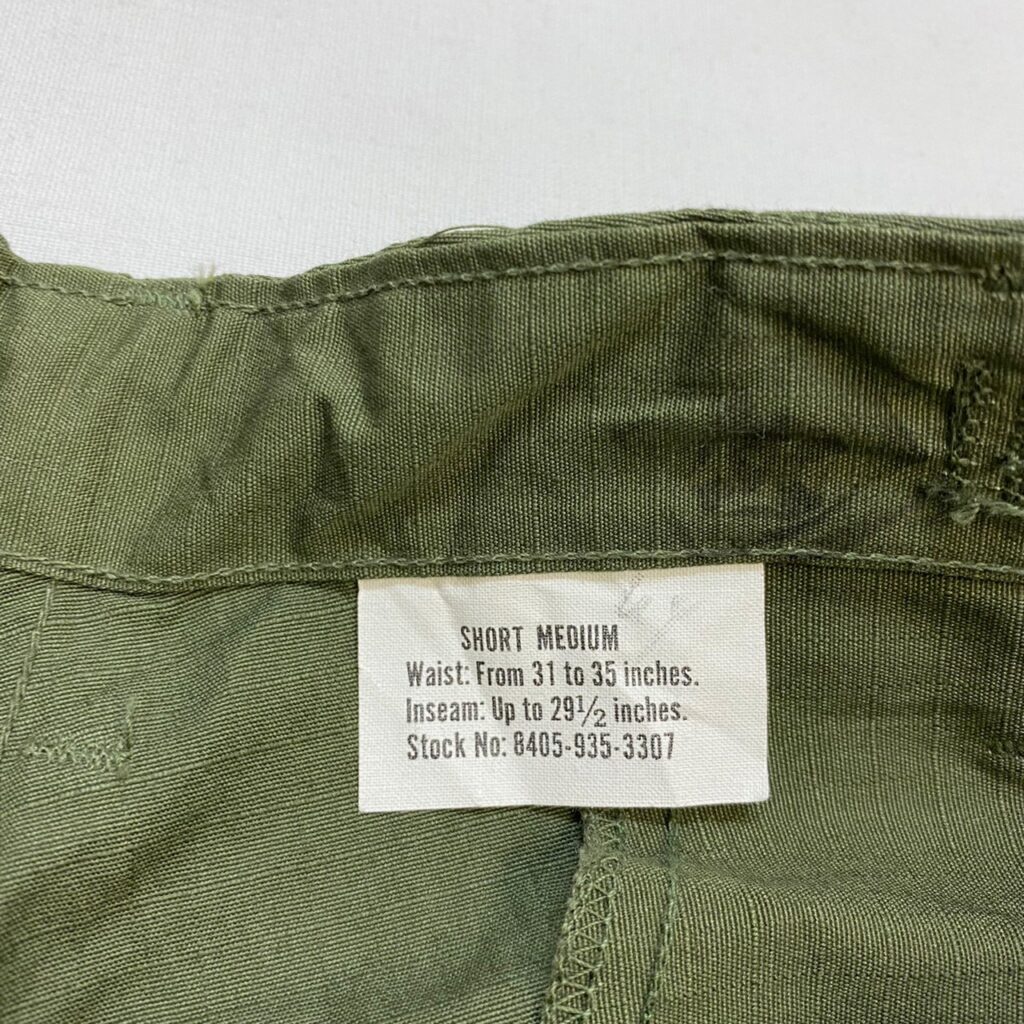 SHORT MEDIUM
Waist: From 31 to 35 inches.
Inseam: Up to 29½ inches.
Stock No: 8405-935-3307